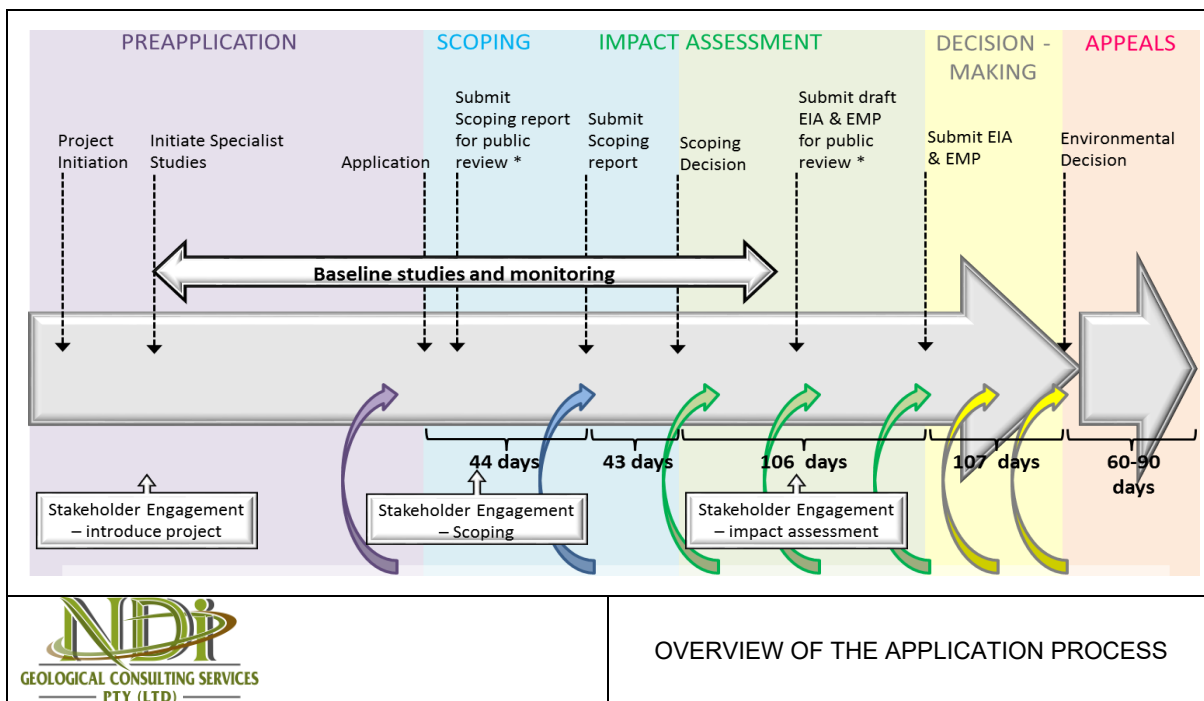 PREAPPLICATION
SCOPING
IMPACT ASSESSMENT
DECISION -
MAKING
APPEALS
Project
Initiation
Initiate Specialist
Studies
Application
Submit
Scoping report
for public
review *
Submit
Scoping
report
Scoping
Decision
Submit draft
EIA & EMP
for public
review *
Submit EIA
& EMP
Environmental
Decision
Baseline studies and monitoring
44 days
43 days
106 days
107 days
60-90
days
Stakeholder Engagement
– introduce project
Stakeholder Engagement
– Scoping
Stakeholder Engagement
– impact assessment
NDi
GEOLOGICAL CONSULTING SERVICES
PTY (LTD)
OVERVIEW OF THE APPLICATION PROCESS